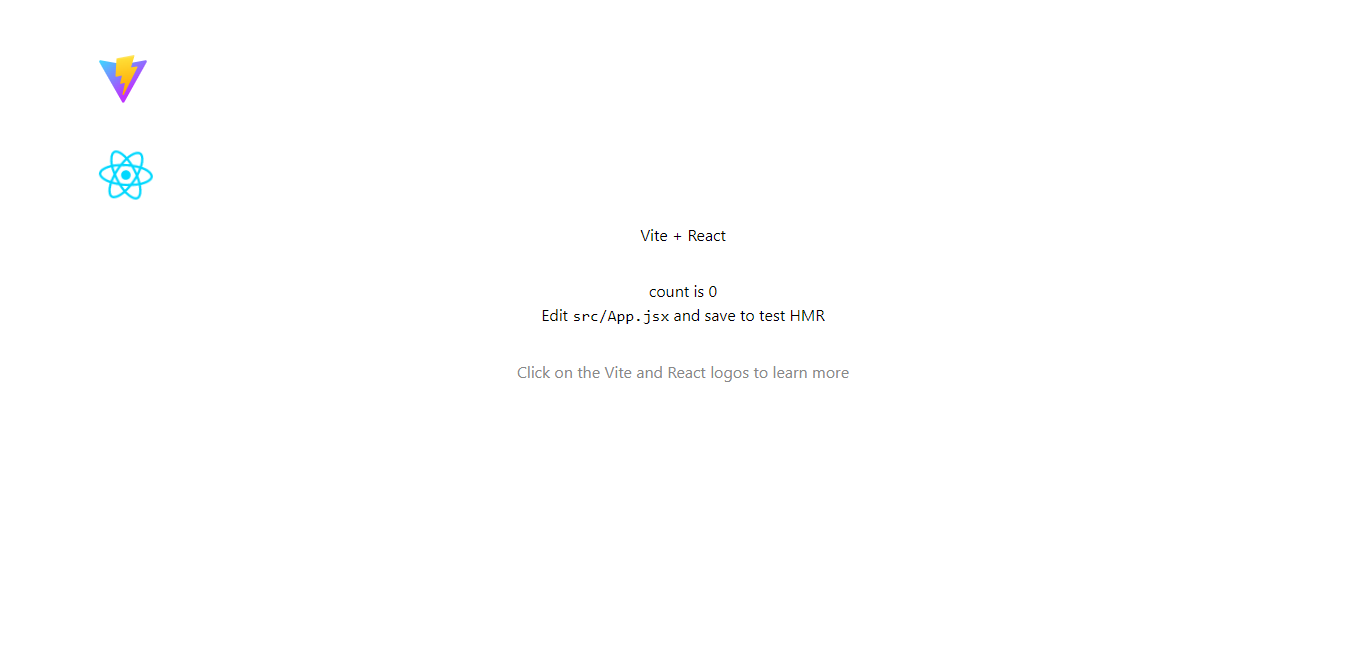 Vite + React
count is 0
Edit src/App.jsx and save to test HMR
Click on the Vite and React logos to learn more